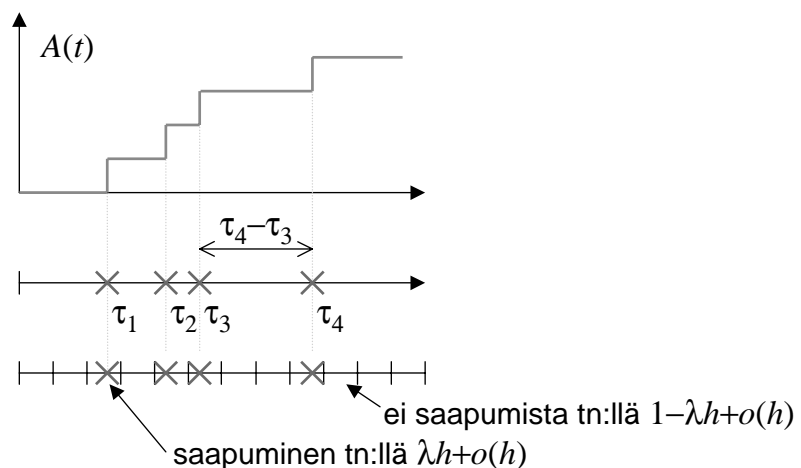 A(t)
τ4−τ3
τ1 τ2 τ3 τ4
ei saapumista tn:llä 1−λh+o(h)
saapuminen tn:llä λh+o(h)